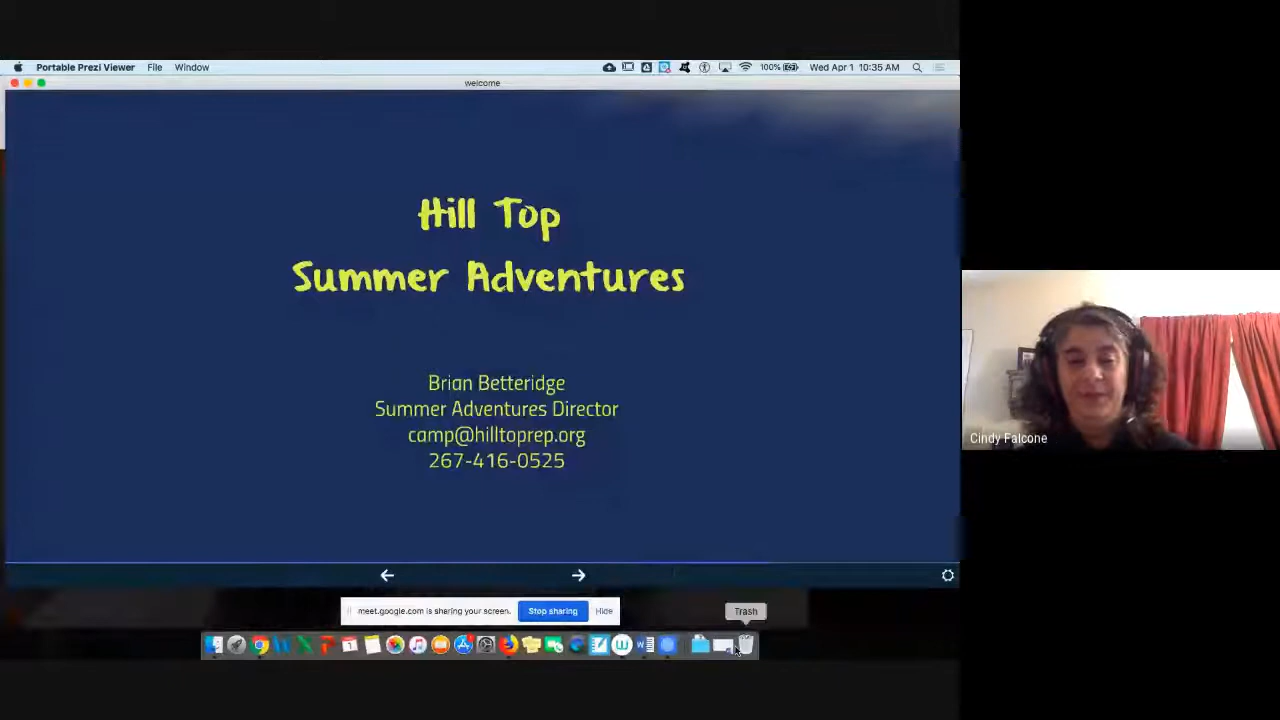 Portable Prezi Viewer File Window 100% Wed Apr 1 10:35 AM
welcome
Hill Top
Summer Adventures
Brian Betteridge
Summer Adventures Director
camp@hilltoprep.org
267-416-0525
Cindy Falcone
meet.google.com is sharing your screen. Stop sharing Hide
Trash